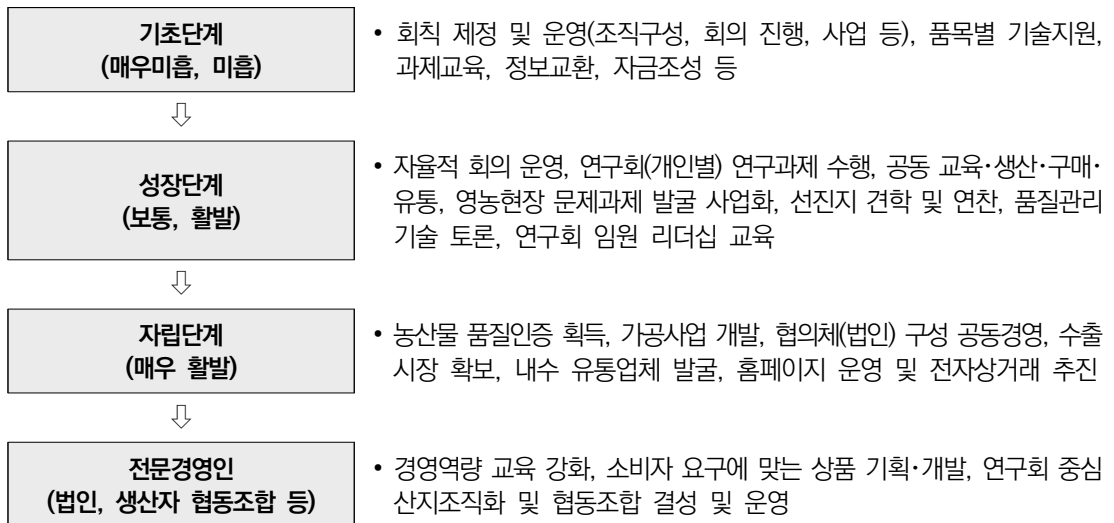 기초단계
(매우미흡, 미흡)
• 회칙 제정 및 운영(조직구성, 회의 진행, 사업 등), 품목별 기술지원,
과제교육, 정보교환, 자금조성 등
⇩
성장단계
(보통, 활발)
• 자율적 회의 운영, 연구회(개인별) 연구과제 수행, 공동 교육·생산·구매·
유통, 영농현장 문제과제 발굴 사업화, 선진지 견학 및 연찬, 품질관리
기술 토론, 연구회 임원 리더십 교육
⇩
자립단계
(매우 활발)
• 농산물 품질인증 획득, 가공사업 개발, 협의체(법인) 구성 공동경영, 수출
시장 확보, 내수 유통업체 발굴, 홈페이지 운영 및 전자상거래 추진
⇩
전문경영인
(법인, 생산자 협동조합 등)
• 경영역량 교육 강화, 소비자 요구에 맞는 상품 기획·개발, 연구회 중심
산지조직화 및 협동조합 결성 및 운영